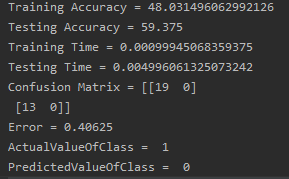 Training Accuracy = 48.031496062992126
Testing Accuracy = 59.375
Training Time = 0.00099945068359375
Testing Time = 0.004996061325073242
Confusion Matrix = [[19  0]
 [13  0]]
Error = 0.40625
ActualValueOfClass =  1
PredictedValueOfClass =  0